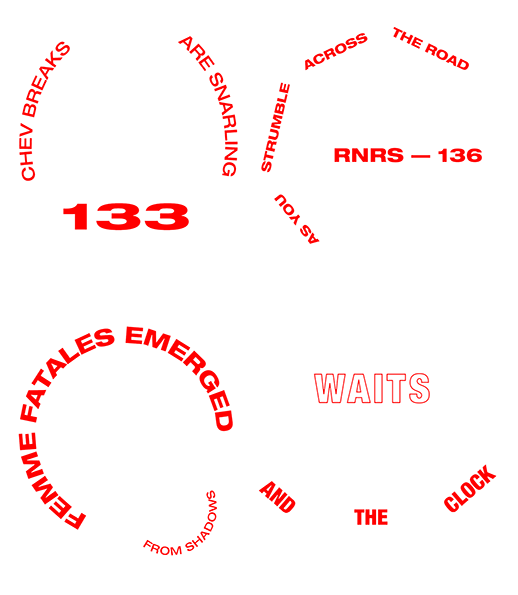 CHEV BREAKS
ARE SNARLING
133
AS YOU
STRUMBLE
ACROSS
THE ROAD
RNRS — 136
FEMME FATALES EMERGED
FROM SHADOWS
WAITS
AND
THE
CLOCK